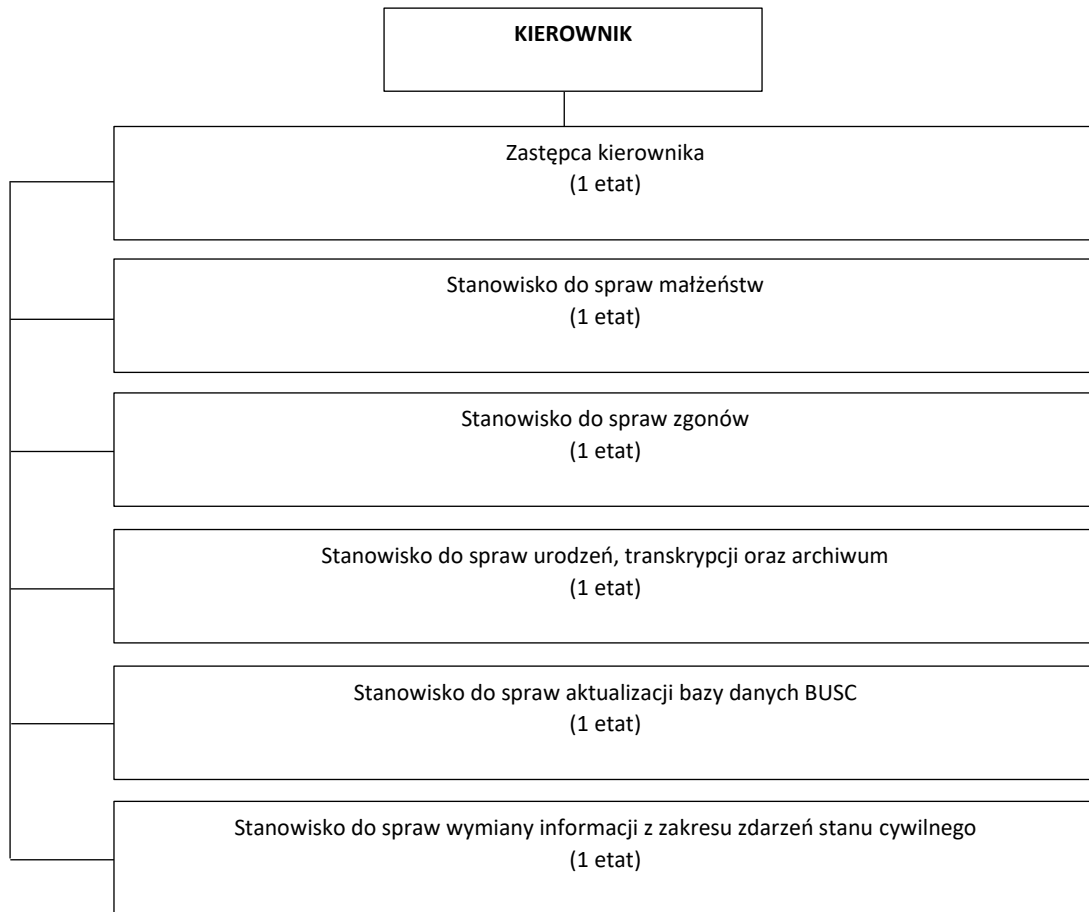 KIEROWNIK
Zastępca kierownika
(1 etat)
Stanowisko do spraw małżeństw
(1 etat)
Stanowisko do spraw zgonów
(1 etat)
Stanowisko do spraw urodzeń, transkrypcji oraz archiwum
(1 etat)
Stanowisko do spraw aktualizacji bazy danych BUSC
(1 etat)
Stanowisko do spraw wymiany informacji z zakresu zdarzeń stanu cywilnego
(1 etat)